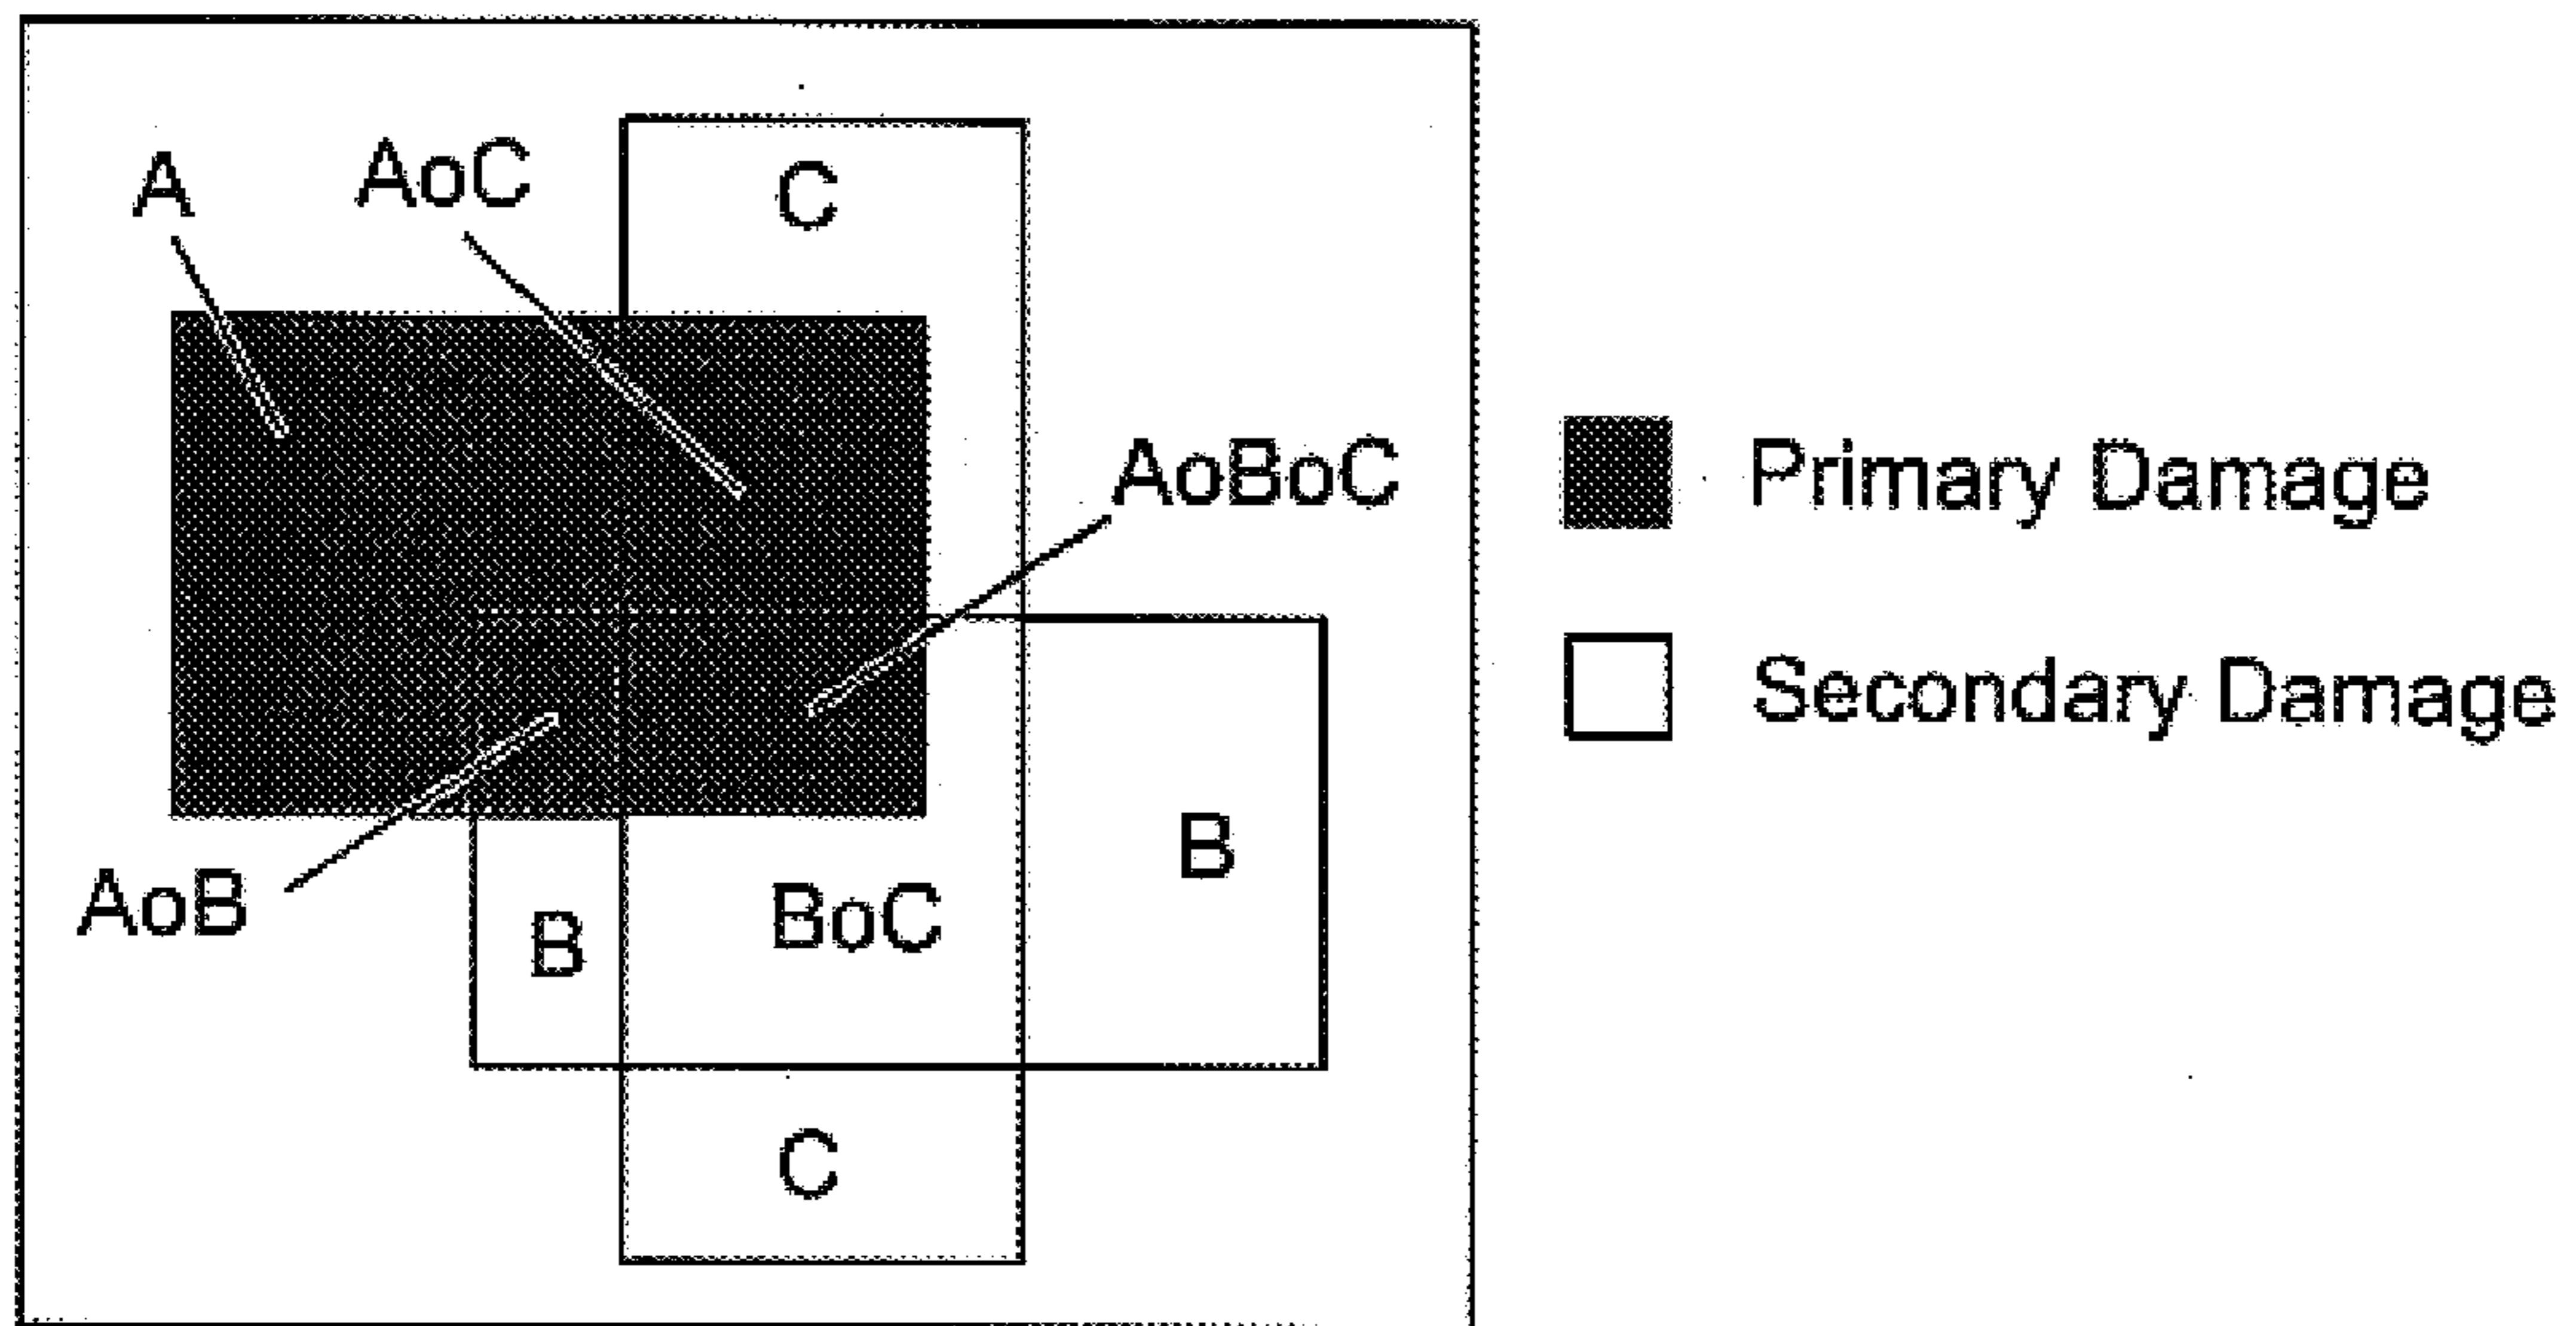 A
AoC
C
AoBoC
Primary Damage
Secondary Damage
B
AoB
B
BoC
C